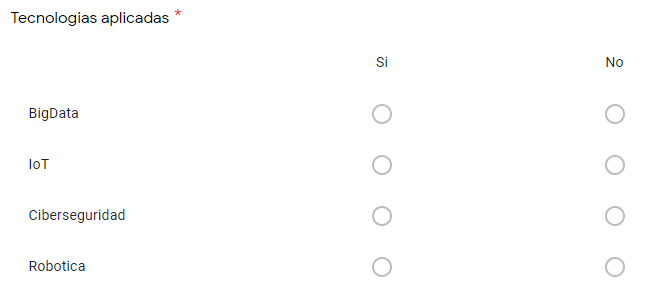 Tecnologias aplicadas *
Si No
BigData
IoT
Ciberseguridad
Robotica